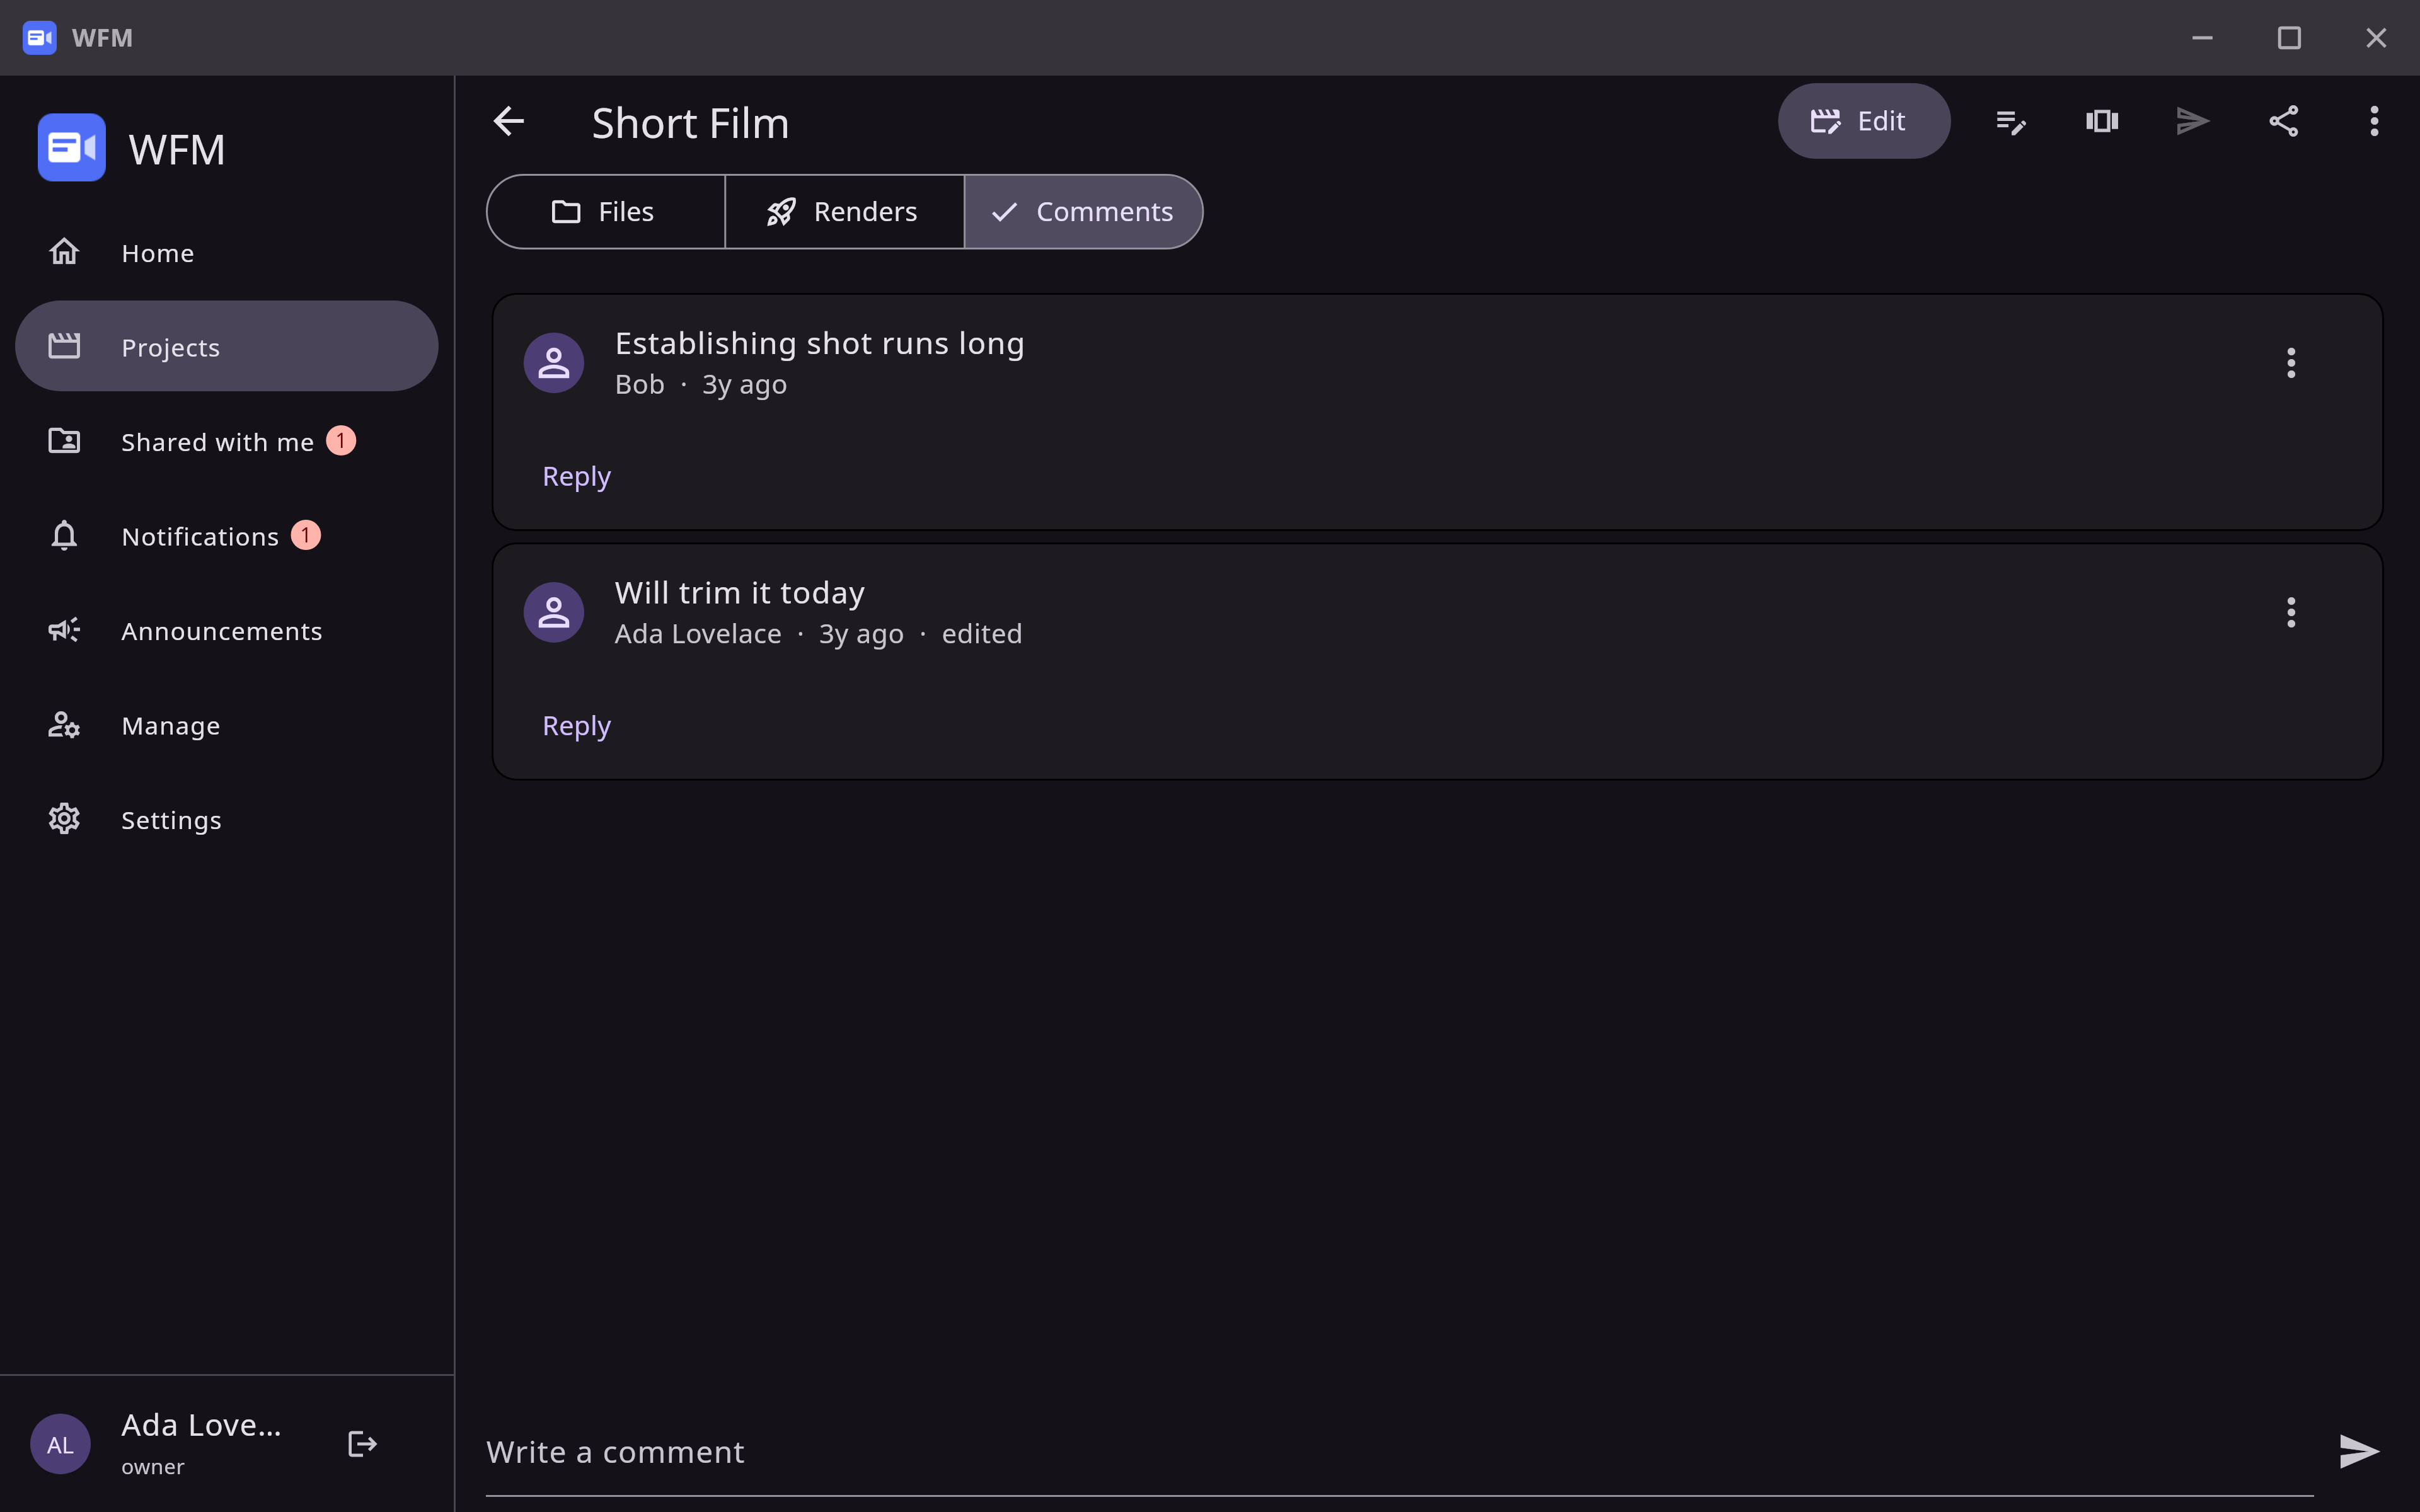 WFM
WFM
Home
Projects
Shared with me 1
Notifications 1
Announcements
Manage
Settings
Ada Love...
AL
owner
Short Film
Edit
Files
Renders
Comments
Establishing shot runs long
Bob · 3y ago
Reply
Will trim it today
Ada Lovelace · 3y ago · edited
Reply
Write a comment